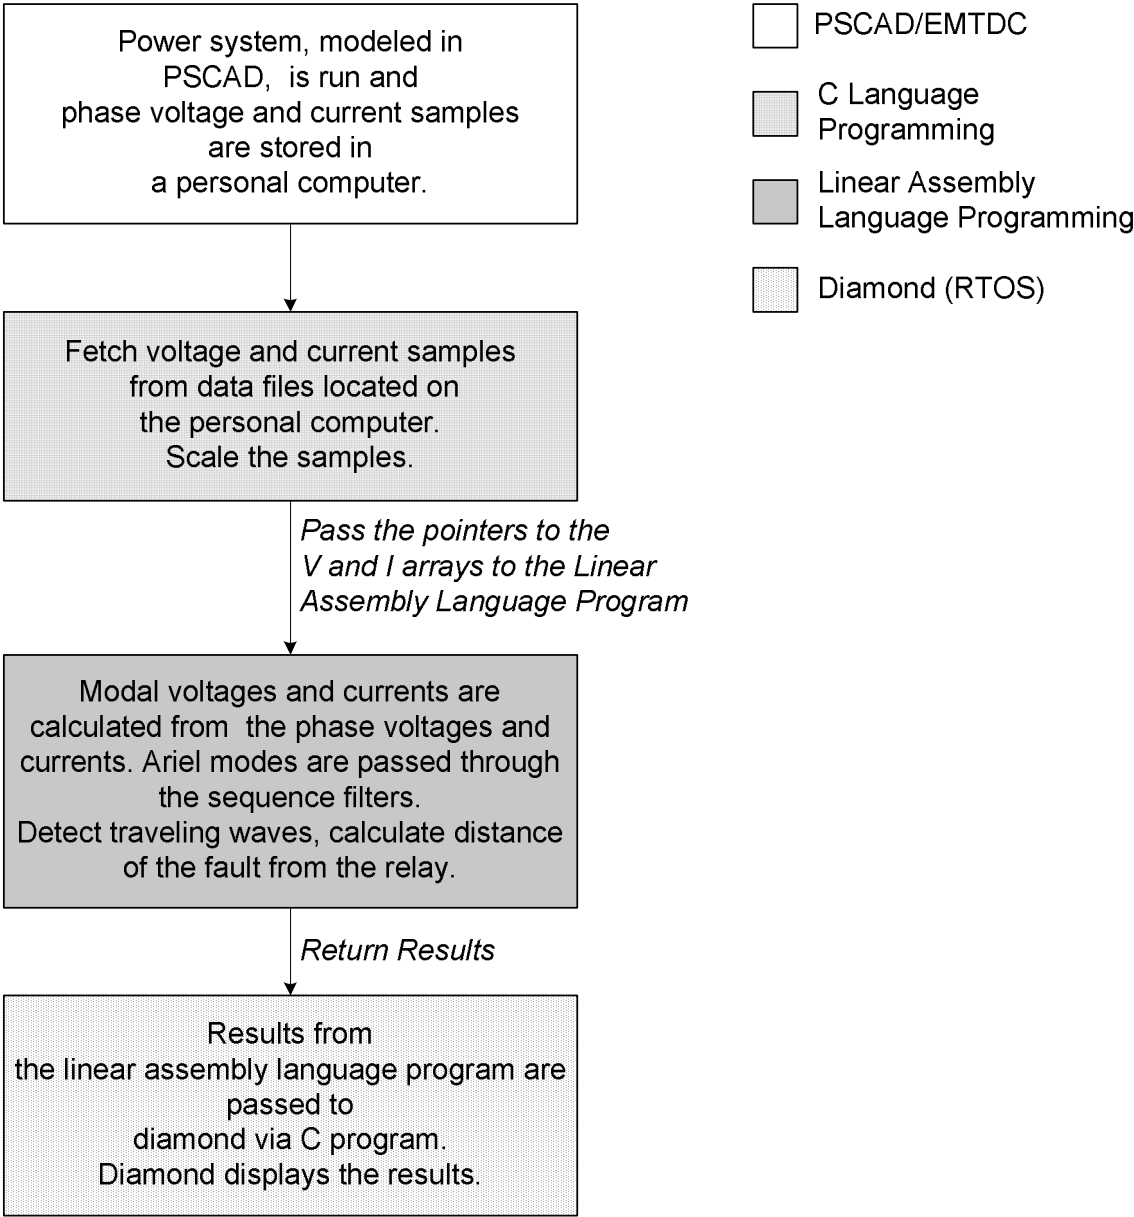 Power system, modeled in
PSCAD, is run and
phase voltage and current samples
are stored in
a personal computer.
Fetch voltage and current samples
from data files located on
the personal computer.
Scale the samples.
Pass the pointers to the
V and I arrays to the Linear
Assembly Language Program
Modal voltages and currents are
calculated from the phase voltages and
currents. Ariel modes are passed through
the sequence filters.
Detect traveling waves, calculate distance
of the fault from the relay.
Return Results
Results from
the linear assembly language program are
passed to
diamond via C program.
Diamond displays the results.
PSCAD/EMTDC
C Language
Programming
Linear Assembly
Language Programming
Diamond (RTOS)